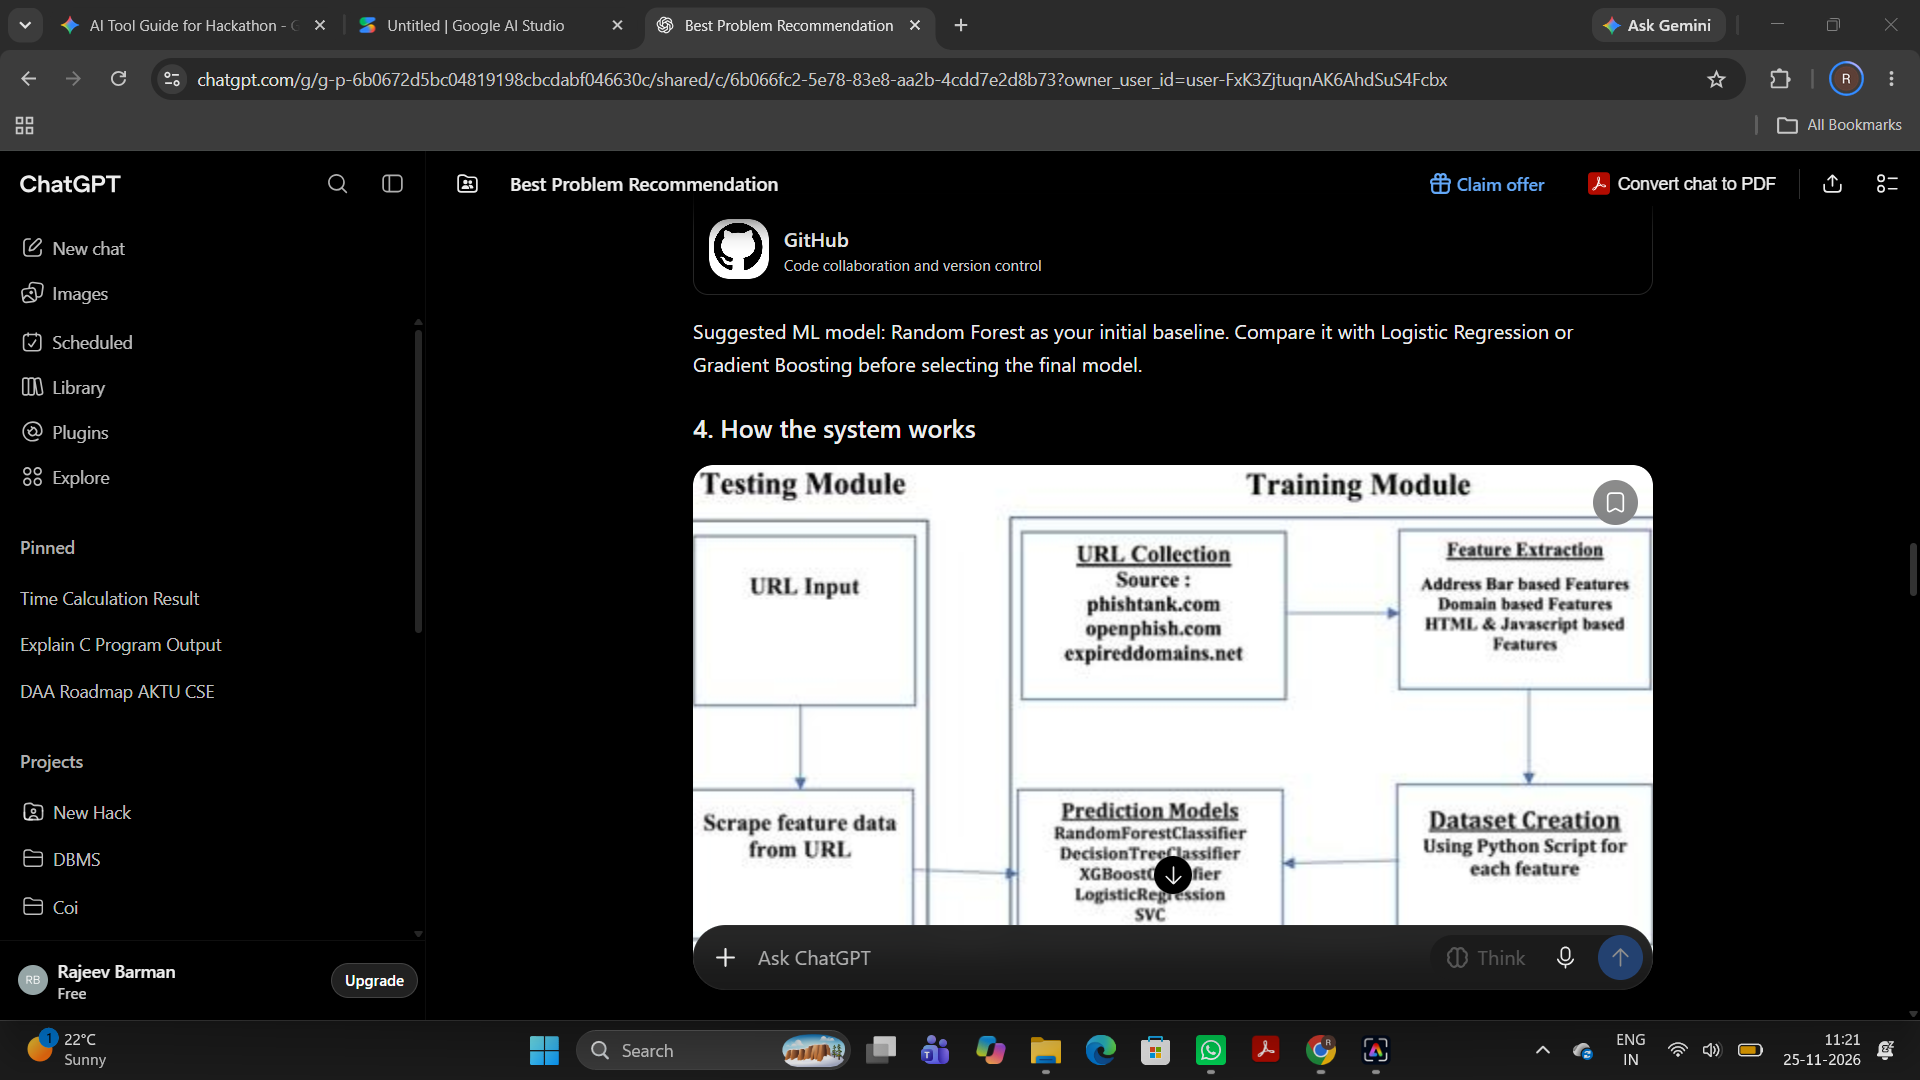 AI Tool Guide for Hackathon - G
Untitled | Google AI Studio
Best Problem Recommendation
Ask Gemini
chatgpt.com/g/g-p-6b0672d5bc04819198cbcdabf046630c/shared/c/6b066fc2-5e78-83e8-aa2b-4cdd7e2d8b73?owner_user_id=user-FxK3ZjtuqnAK6AhdSuS4Fcbx
R
All Bookmarks
ChatGPT
New chat
Images
Scheduled
Library
Plugins
Explore
Pinned
Time Calculation Result
Explain C Program Output
DAA Roadmap AKTU CSE
Projects
New Hack
DBMS
Coi
RB
Rajeev Barman
Free
Upgrade
Best Problem Recommendation
Claim offer
Convert chat to PDF
GitHub
Code collaboration and version control
Suggested ML model: Random Forest as your initial baseline. Compare it with Logistic Regression or
Gradient Boosting before selecting the final model.
4. How the system works
Testing Module
Training Module
URL Input
URL Collection
Source :
phishtank.com
openphish.com
expireddomains.net
Feature Extraction
Address Bar based Features
Domain based Features
HTML & Javascript based
Features
Scrape feature data
from URL
Prediction Models
RandomForestClassifier
DecisionTreeClassifier
XGBoostC fier
LogisticRegression
SVC
Dataset Creation
Using Python Script for
each feature
Ask ChatGPT
Think
1
22°C
Sunny
Search
R
ENG
IN
11:21
25-11-2026